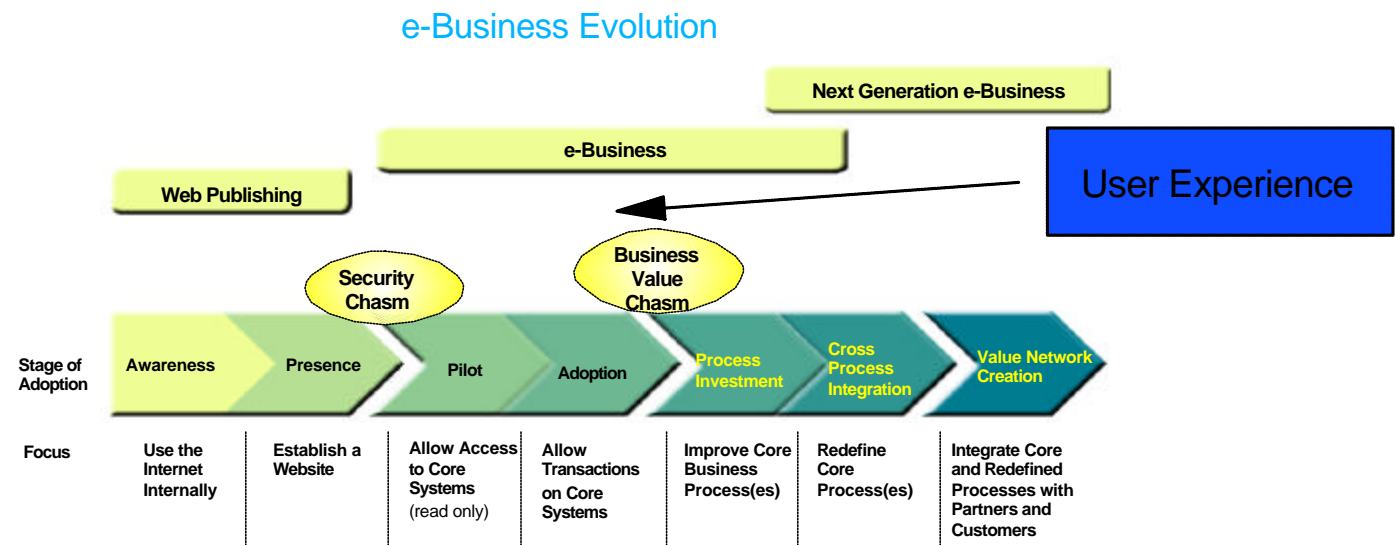 e-Business Evolution
Next Generation e-Business
e-Business
Web Publishing
User Experience
Security
Chasm
Business
Value
Chasm
Stage of
Adoption
Awareness
Presence
Pilot
Adoption
Process
Investment
Cross
Process
Integration
Value Network
Creation
Focus
Use the
Internet
Internally
Establish a
Website
Allow Access
to Core
Systems
(read only)
Allow
Transactions
on Core
Systems
Improve Core
Business
Process(es)
Redefine
Core
Process(es)
Integrate Core
and Redefined
Processes with
Partners and
Customers